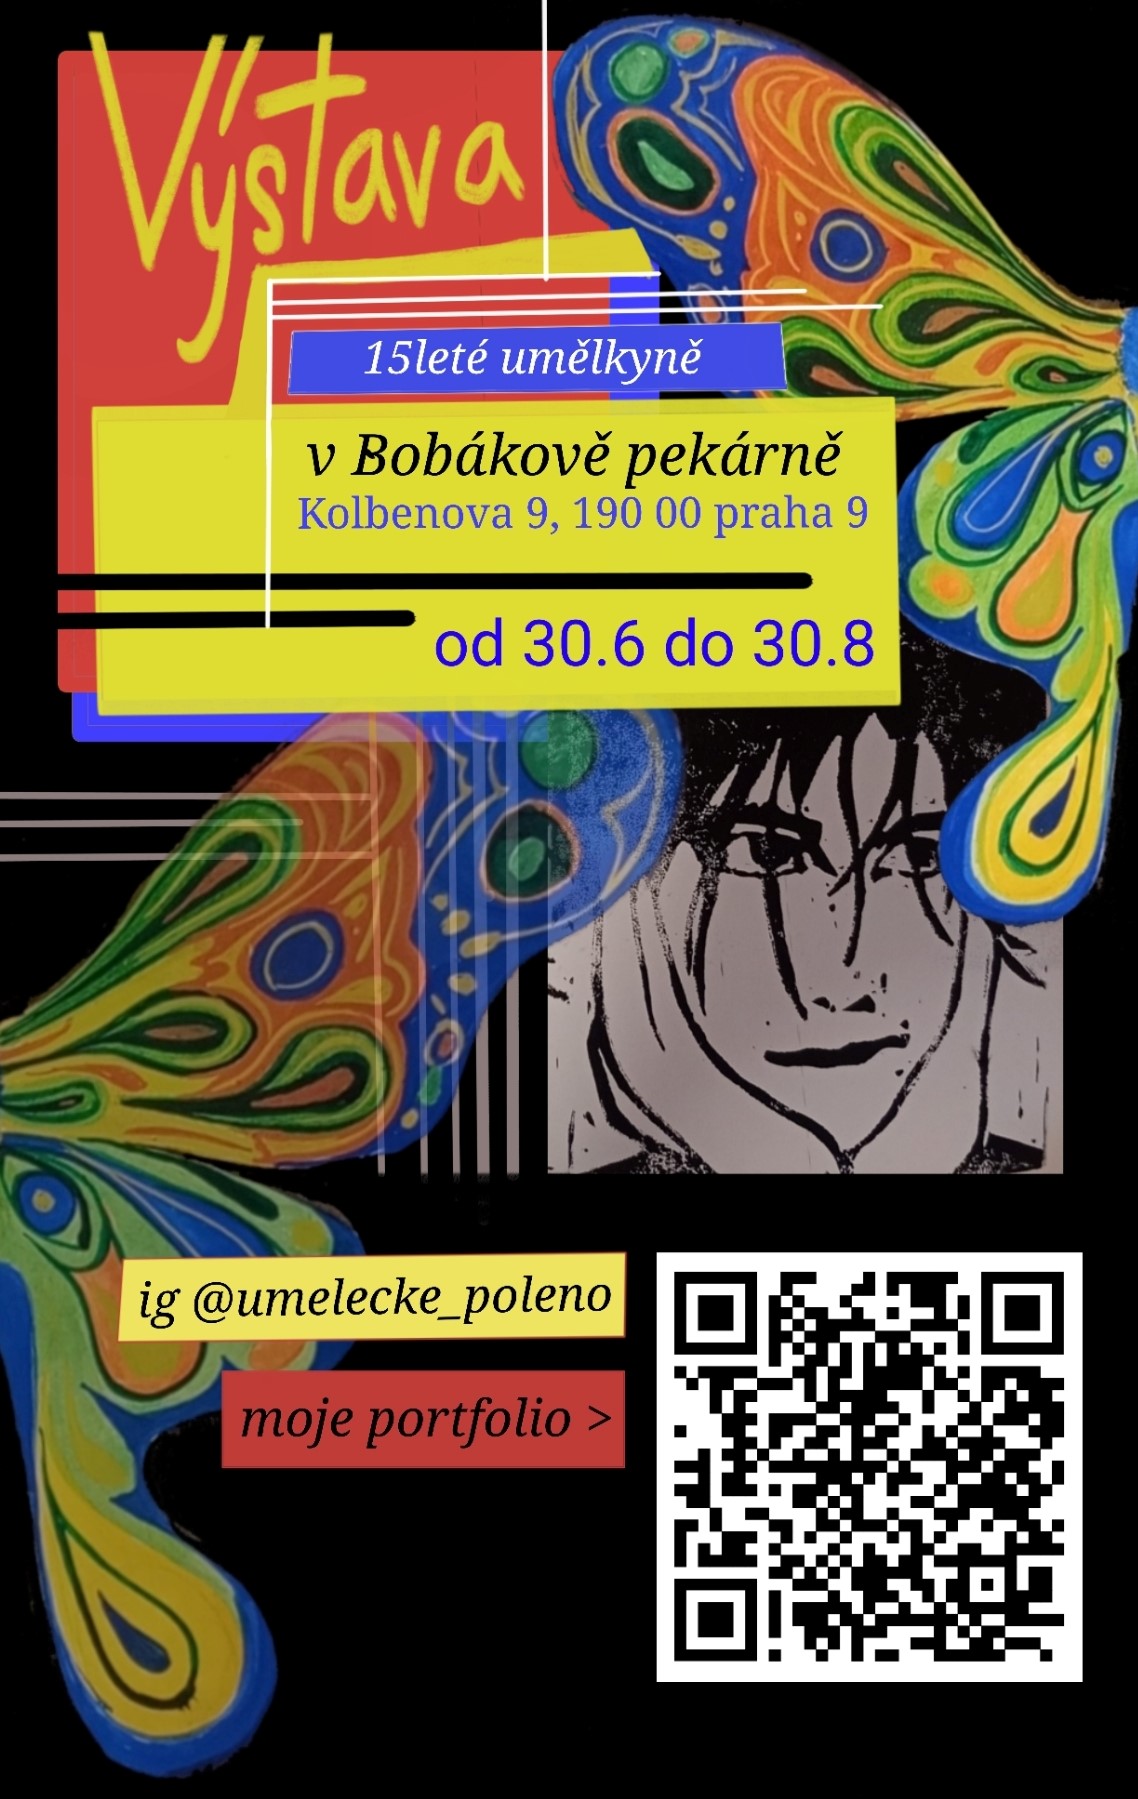 Výstava
15leté umělkyně
v Bobákově pekárně
Kolbenova 9, 190 00 praha 9
od 30.6 do 30.8
ig @umelecke_poleno
moje portfolio >